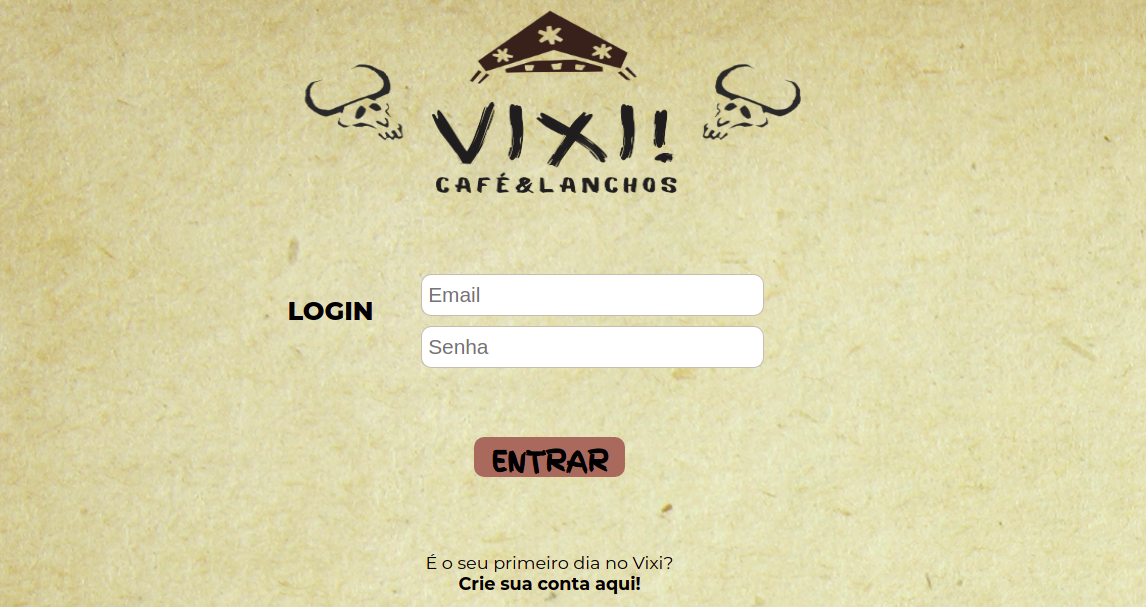 VIXI!
CAFÉ&LANCHOS
LOGIN
Email
Senha
ENTRAR
É o seu primeiro dia no Vixi?
Crie sua conta aqui!